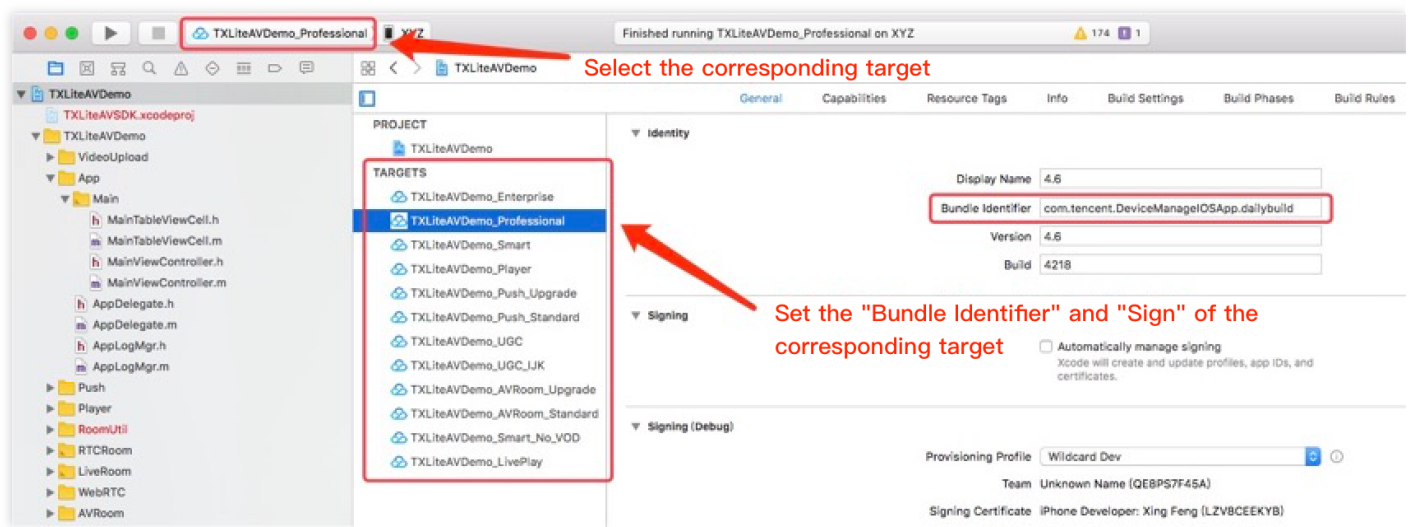 TXLiteAVDemo_Professional
XYZ
Finished running TXLiteAVDemo_Professional on XYZ
174
1
Select the corresponding target
TXLiteAVDemo
TXLiteAVDemo
General Capabilities Resource Tags Info Build Settings Build Phases Build Rules
TXLiteAVSDK.xcodeproj
TXLiteAVDemo
VideoUpload
App
Main
MainTableViewCell.h
MainTableViewCell.m
MainViewController.h
MainViewController.m
AppDelegate.h
AppDelegate.m
AppLogMgr.h
AppLogMgr.m
Push
Player
RoomUtil
RTCRoom
LiveRoom
WebRTC
AVRoom
PROJECT
TXLiteAVDemo
TARGETS
TXLiteAVDemo_Enterprise
TXLiteAVDemo_Professional
TXLiteAVDemo_Smart
TXLiteAVDemo_Player
TXLiteAVDemo_Push_Upgrade
TXLiteAVDemo_Push_Standard
TXLiteAVDemo_UGC
TXLiteAVDemo_UGC_IJK
TXLiteAVDemo_AVRoom_Upgrade
TXLiteAVDemo_AVRoom_Standard
TXLiteAVDemo_Smart_No_VOD
TXLiteAVDemo_LivePlay
Identity
Display Name 4.6
Bundle Identifier com.tencent.DeviceManageIOSApp.dailybuild
Version 4.6
Build 4218
Set the "Bundle Identifier" and "Sign" of the
corresponding target
Signing
Automatically manage signing
Xcode will create and update profiles, app IDs, and
certificates.
Signing (Debug)
Provisioning Profile Wildcard Dev
Team Unknown Name (QE8PS7F45A)
Signing Certificate iPhone Developer: Xing Feng (LZV8CEEKYB)